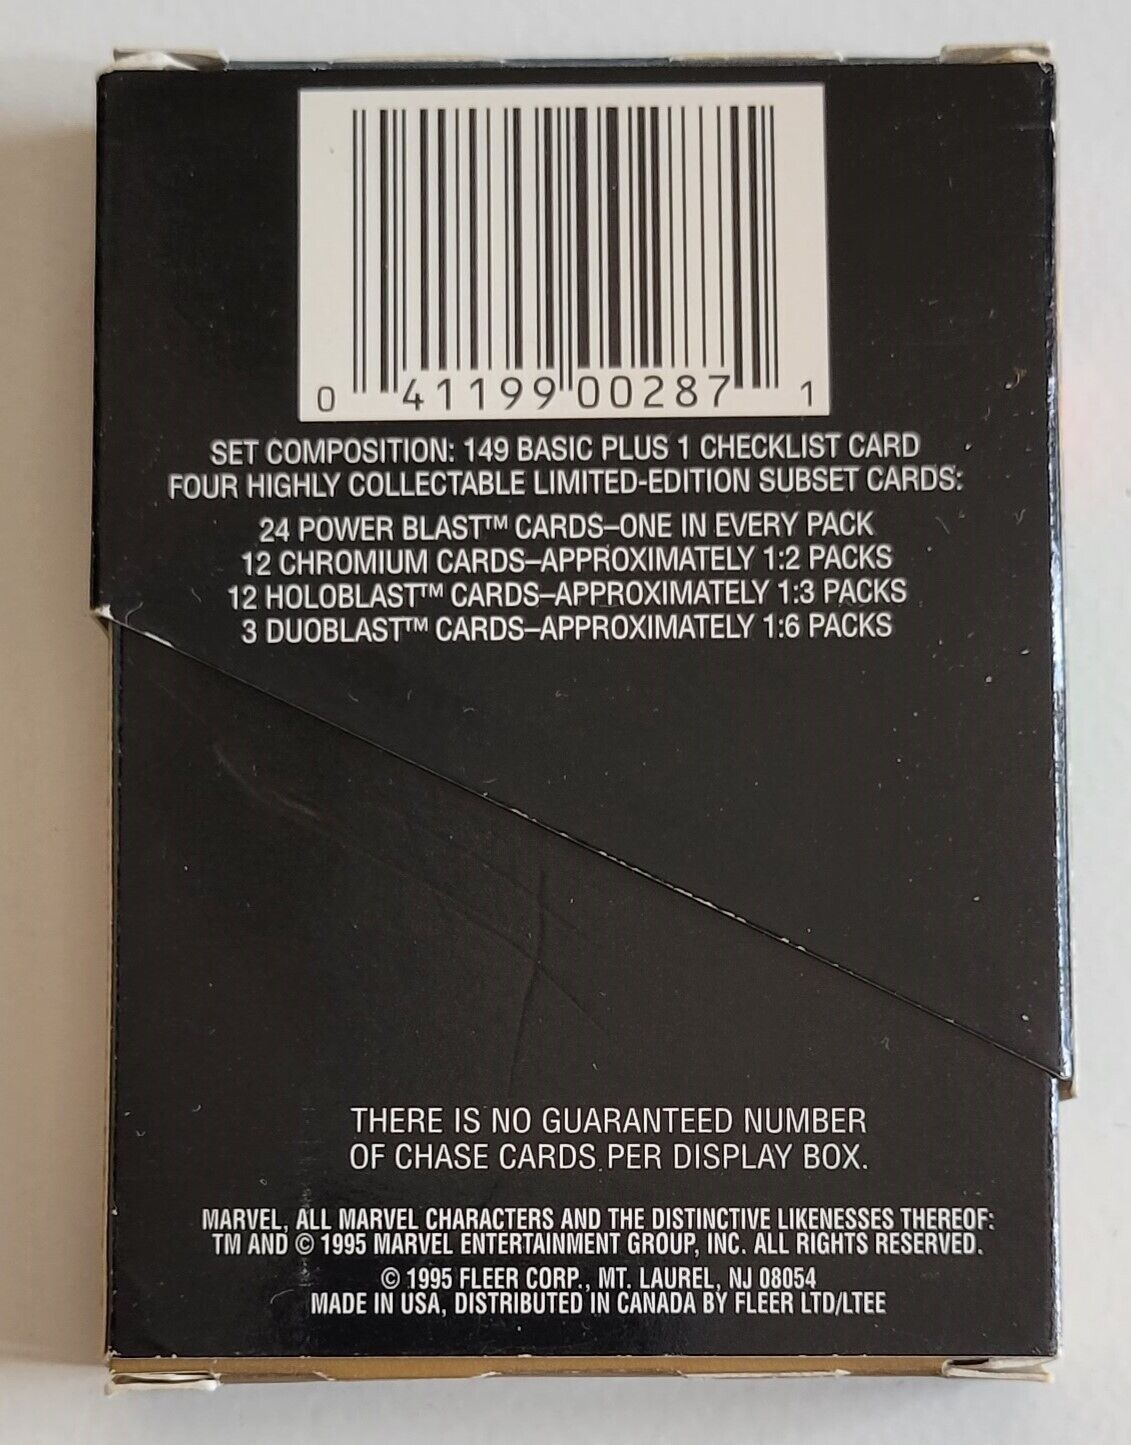 0 41199 00287 1
SET COMPOSITION: 149 BASIC PLUS 1 CHECKLIST CARD
FOUR HIGHLY COLLECTABLE LIMITED-EDITION SUBSET CARDS:
24 POWER BLAST™ CARDS–ONE IN EVERY PACK
12 CHROMIUM CARDS–APPROXIMATELY 1:2 PACKS
12 HOLOBLAST™ CARDS–APPROXIMATELY 1:3 PACKS
3 DUOBLAST™ CARDS–APPROXIMATELY 1:6 PACKS
THERE IS NO GUARANTEED NUMBER
OF CHASE CARDS PER DISPLAY BOX.
MARVEL, ALL MARVEL CHARACTERS AND THE DISTINCTIVE LIKENESSES THEREOF:
TM AND © 1995 MARVEL ENTERTAINMENT GROUP, INC. ALL RIGHTS RESERVED.
© 1995 FLEER CORP., MT. LAUREL, NJ 08054
MADE IN USA, DISTRIBUTED IN CANADA BY FLEER LTD/LTEE